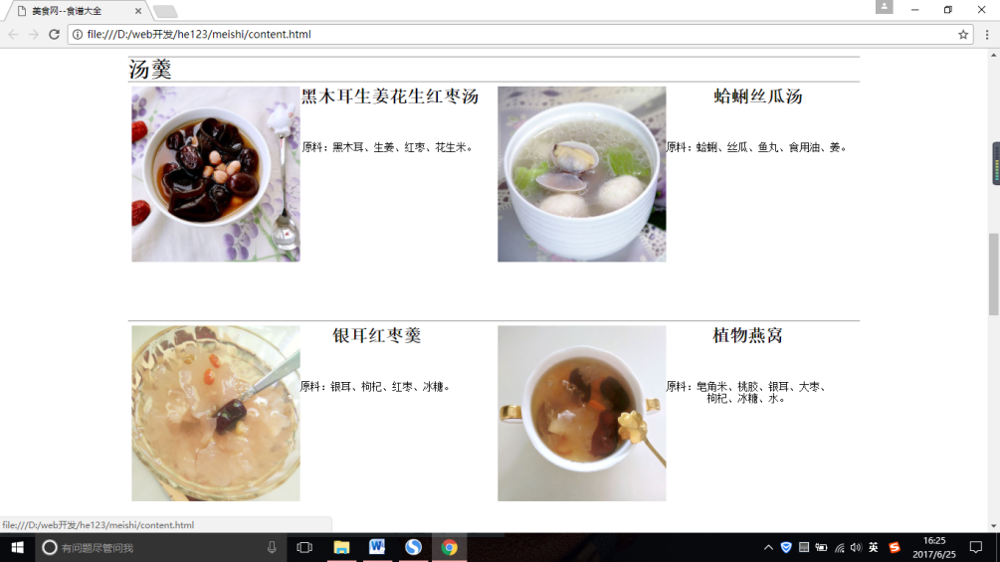 美食网--食谱大全
file:///D:/web开发/he123/meishi/content.html
汤羹
黑木耳生姜花生红枣汤
原料：黑木耳、生姜、红枣、花生米。
蛤蜊丝瓜汤
原料：蛤蜊、丝瓜、鱼丸、食用油、姜。
银耳红枣羹
原料：银耳、枸杞、红枣、冰糖。
植物燕窝
原料：皂角米、桃胶、银耳、大枣、
枸杞、冰糖、水。
file:///D:/web开发/he123/meishi/content.html
有问题尽管问我
英
16:25
2017/6/25